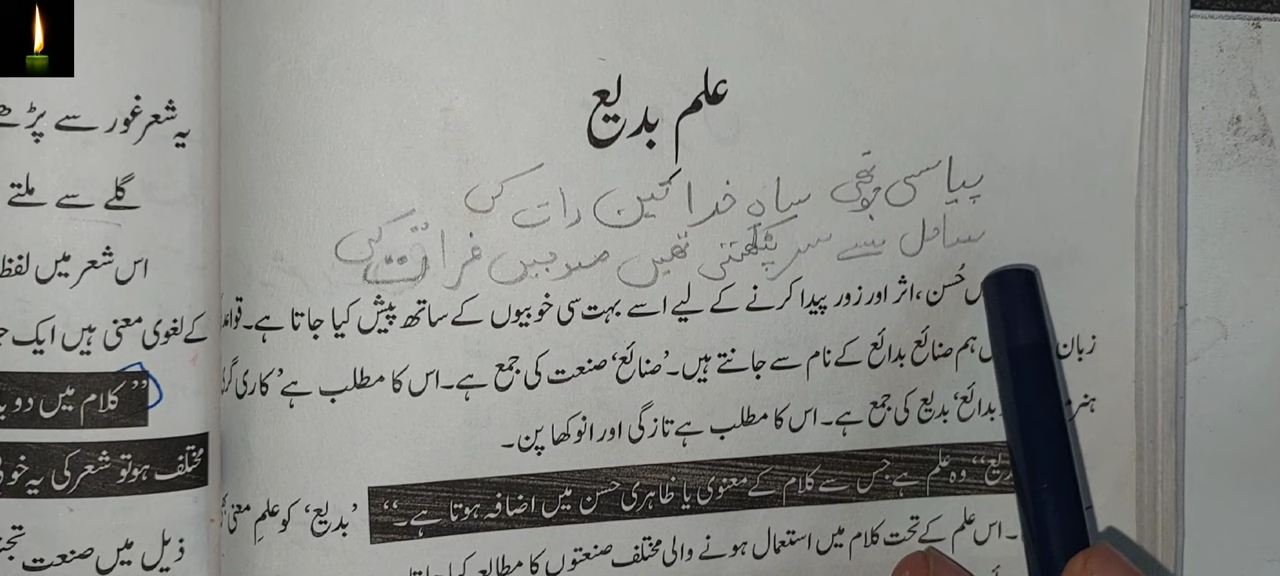 علم بدیع
پیاسی جو تھی سپاہِ خدا تین رات کی
ساحل سے سر پٹکتی تھیں موجیں فرات کی
حُسن، اثر اور زور پیدا کرنے کے لیے اسے بہت سی خوبیوں کے ساتھ پیش کیا جاتا ہے۔ قواعد
زبان ہم صنائع بدائع کے نام سے جانتے ہیں۔ 'صنائع' صنعت کی جمع ہے۔ اس کا مطلب ہے 'کاری
بدائع' بدیع کی جمع ہے۔ اس کا مطلب ہے تازگی اور انوکھا پن۔
وہ علم ہے جس سے کلام کے معنوی یا ظاہری حسن میں اضافہ ہوتا ہے۔“ 'بدیع' کو علمِ معنی
۔ اس علم کے تحت کلام میں استعمال ہونے والی مختلف صنعتوں کا مطالعہ کیا جاتا
یہ شعر غور سے پڑھ
گلے سے ملتے
اس شعر میں لفظ
کے لغوی معنی ہیں ایک
”کلام میں دو
مختلف ہو تو شعر کی یہ خو
ذیل میں صنعت